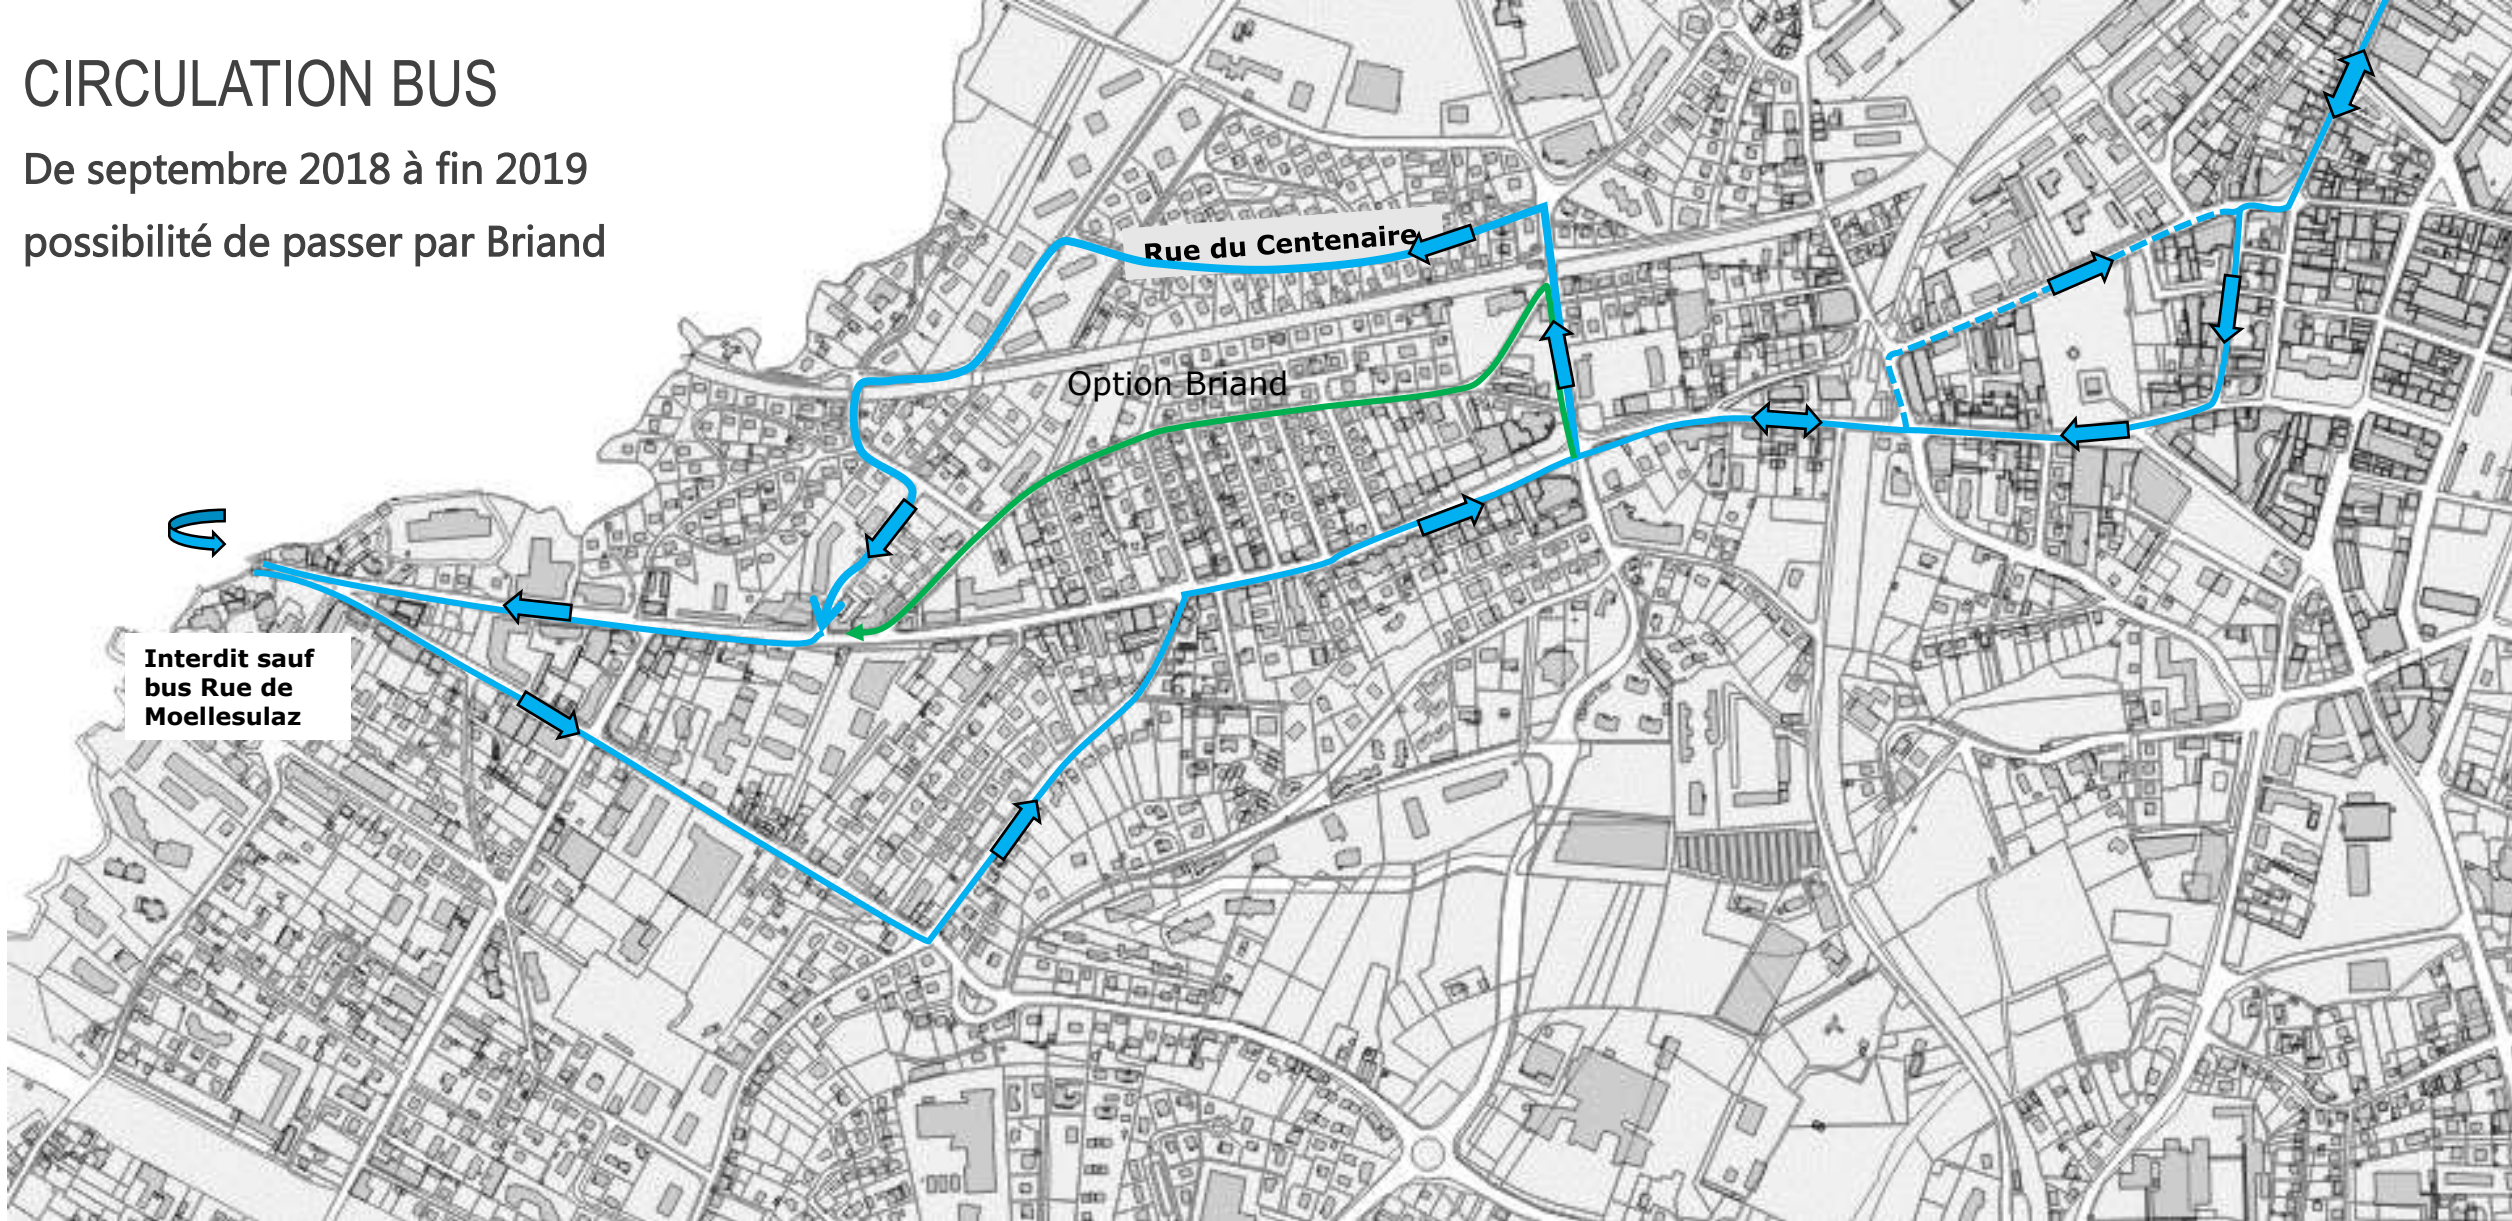 CIRCULATION BUS
De septembre 2018 à fin 2019
possibilité de passer par Briand
Rue du Centenaire
Option Briand
Interdit sauf
bus Rue de
Moellesulaz